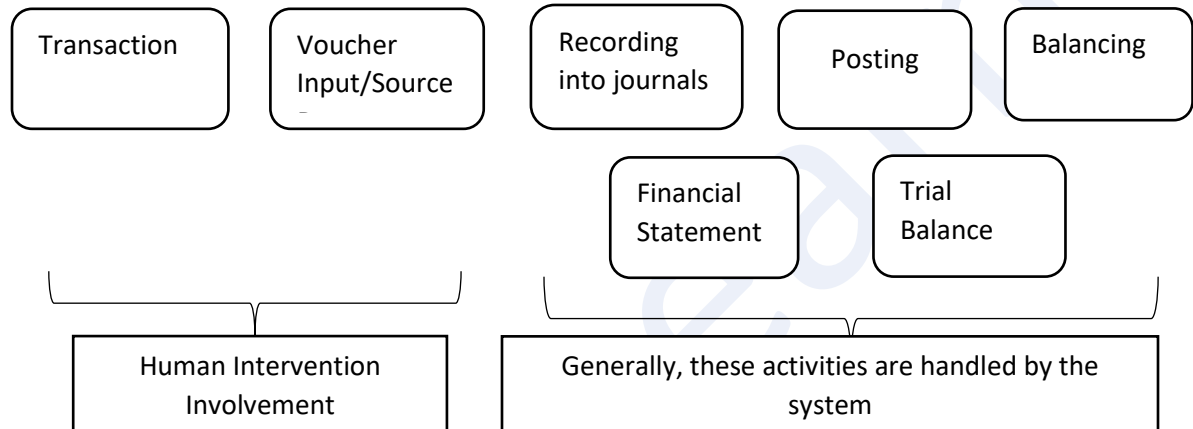 Transaction
Voucher
Input/Source
Recording
into journals
Posting
Balancing
Financial
Statement
Trial
Balance
Human Intervention
Involvement
Generally, these activities are handled by the
system